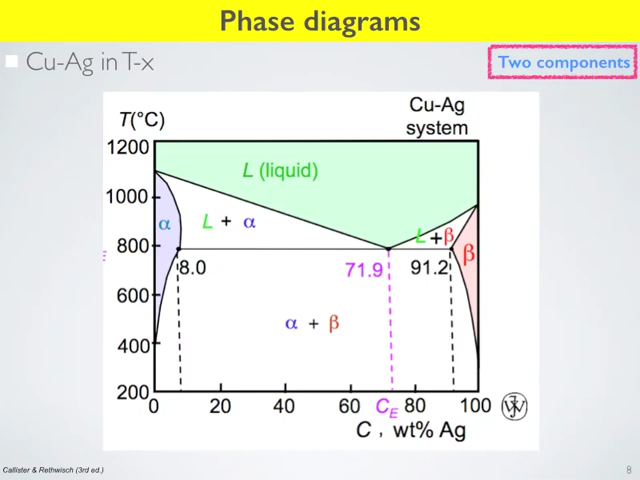 Phase diagrams
Cu-Ag in T-x
Two components
T(°C)
Cu-Ag
system
1200
L (liquid)
1000
α
L + α
L+β
800
β
E
8.0
71.9
91.2
600
α + β
400
200
0
20
40
60
C_E
80
100
C , wt% Ag
Callister & Rethwisch (3rd ed.)
8